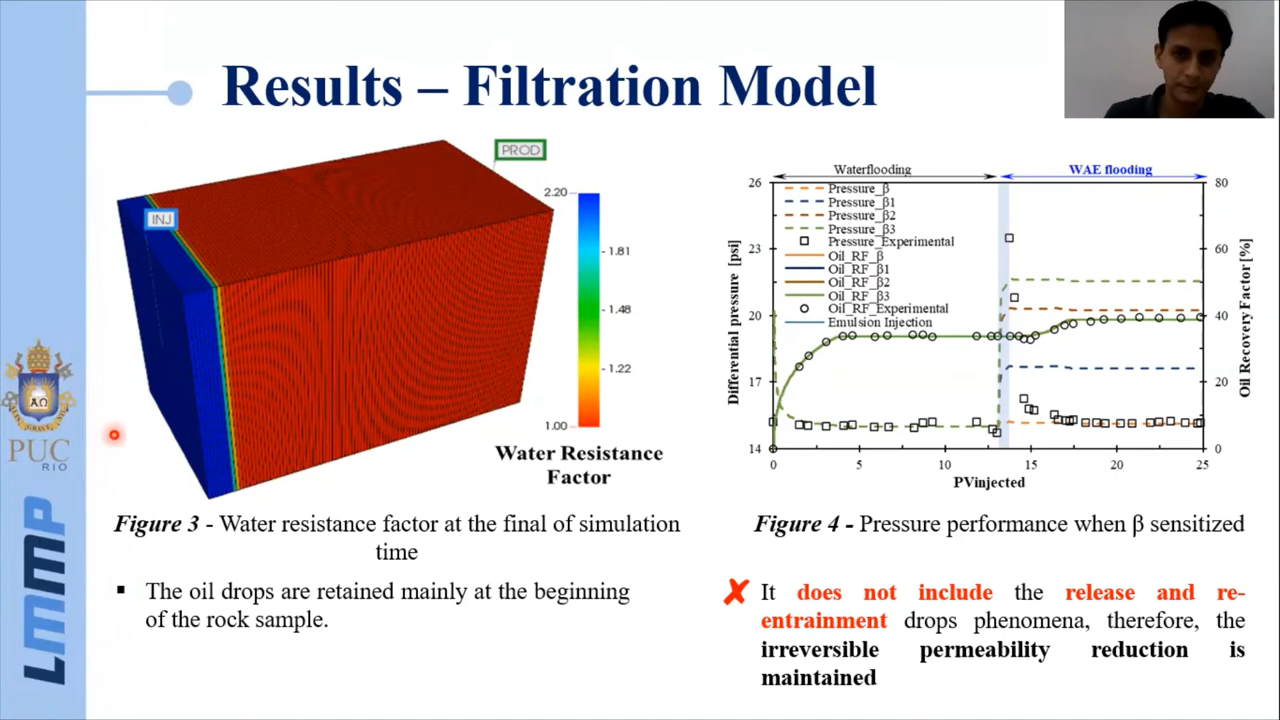 Results – Filtration Model
PROD
INJ
2.20
1.81
1.48
1.22
1.00
Water Resistance
Factor
Figure 3 - Water resistance factor at the final of simulation
time
▪ The oil drops are retained mainly at the beginning
of the rock sample.
Waterflooding
WAE flooding
26
23
20
17
14
Differential pressure [psi]
Pressure_β
Pressure_β1
Pressure_β2
Pressure_β3
Pressure_Experimental
Oil_RF_β
Oil_RF_β1
Oil_RF_β2
Oil_RF_β3
Oil_RF_Experimental
Emulsion Injection
80
60
40
20
0
Oil Recovery Factor [%]
0 5 10 15 20 25
PVinjected
Figure 4 - Pressure performance when β sensitized
✘ It does not include the release and re-
entrainment drops phenomena, therefore, the
irreversible permeability reduction is
maintained
ΑΩ
PUC
RIO
LMMP